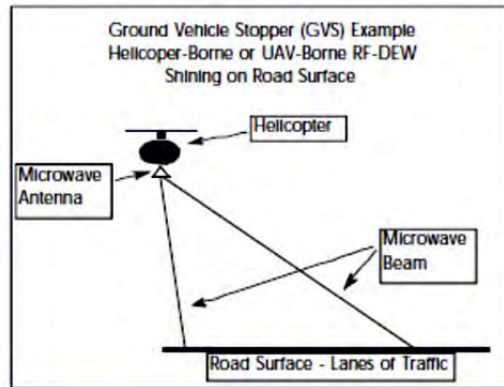 Ground Vehicle Stopper (GVS) Example
Helicoper-Borne or UAV-Borne RF-DEW
Shining on Road Surface
Helicopter
Microwave
Antenna
Microwave
Beam
Road Surface - Lanes of Traffic